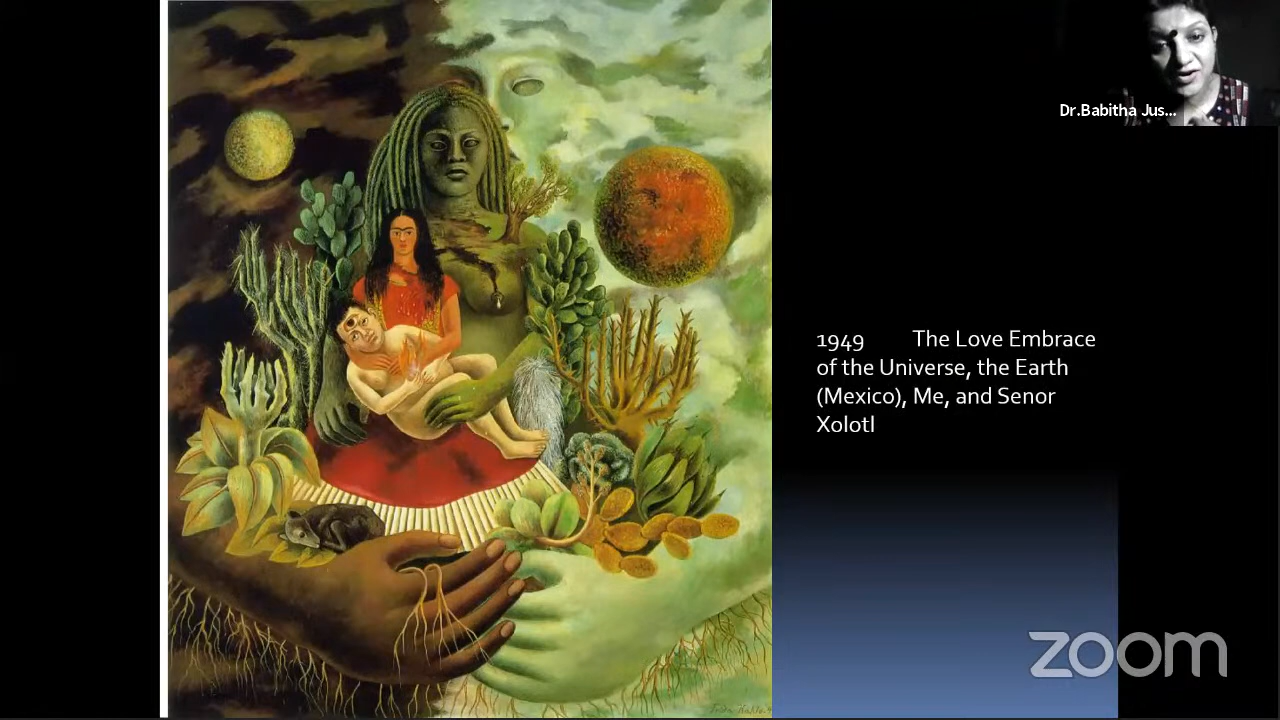 Dr.Babitha Jus...
1949 The Love Embrace
of the Universe, the Earth
(Mexico), Me, and Senor
Xolotl
zoom